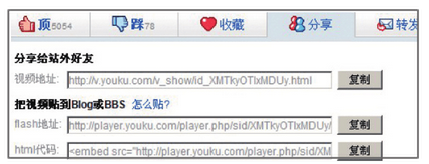 顶5054 踩78 收藏 分享 转发
分享给站外好友
视频地址: http://v.youku.com/v_show/id_XMTkyOTIxMDUy.html 复制
把视频贴到Blog或BBS 怎么贴?
flash地址: http://player.youku.com/player.php/sid/XMTkyOTIxMDUy/ 复制
html代码: <embed src="http://player.youku.com/player.php/sid/XMT 复制